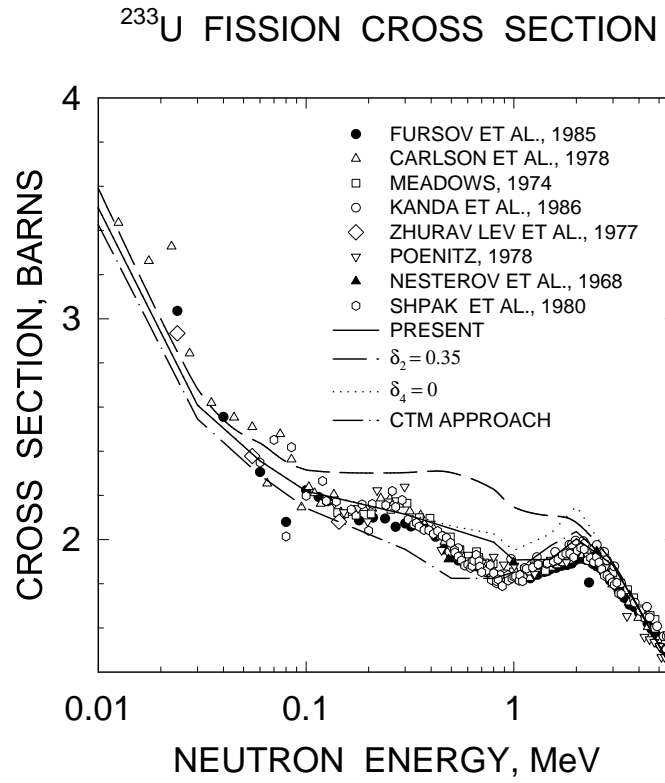 ²³³U FISSION CROSS SECTION
4
3
2
CROSS SECTION, BARNS
FURSOV ET AL., 1985
CARLSON ET AL., 1978
MEADOWS, 1974
KANDA ET AL., 1986
ZHURAV LEV ET AL., 1977
POENITZ, 1978
NESTEROV ET AL., 1968
SHPAK ET AL., 1980
PRESENT
δ₂ = 0.35
δ₄ = 0
CTM APPROACH
0.01 0.1 1
NEUTRON ENERGY, MeV